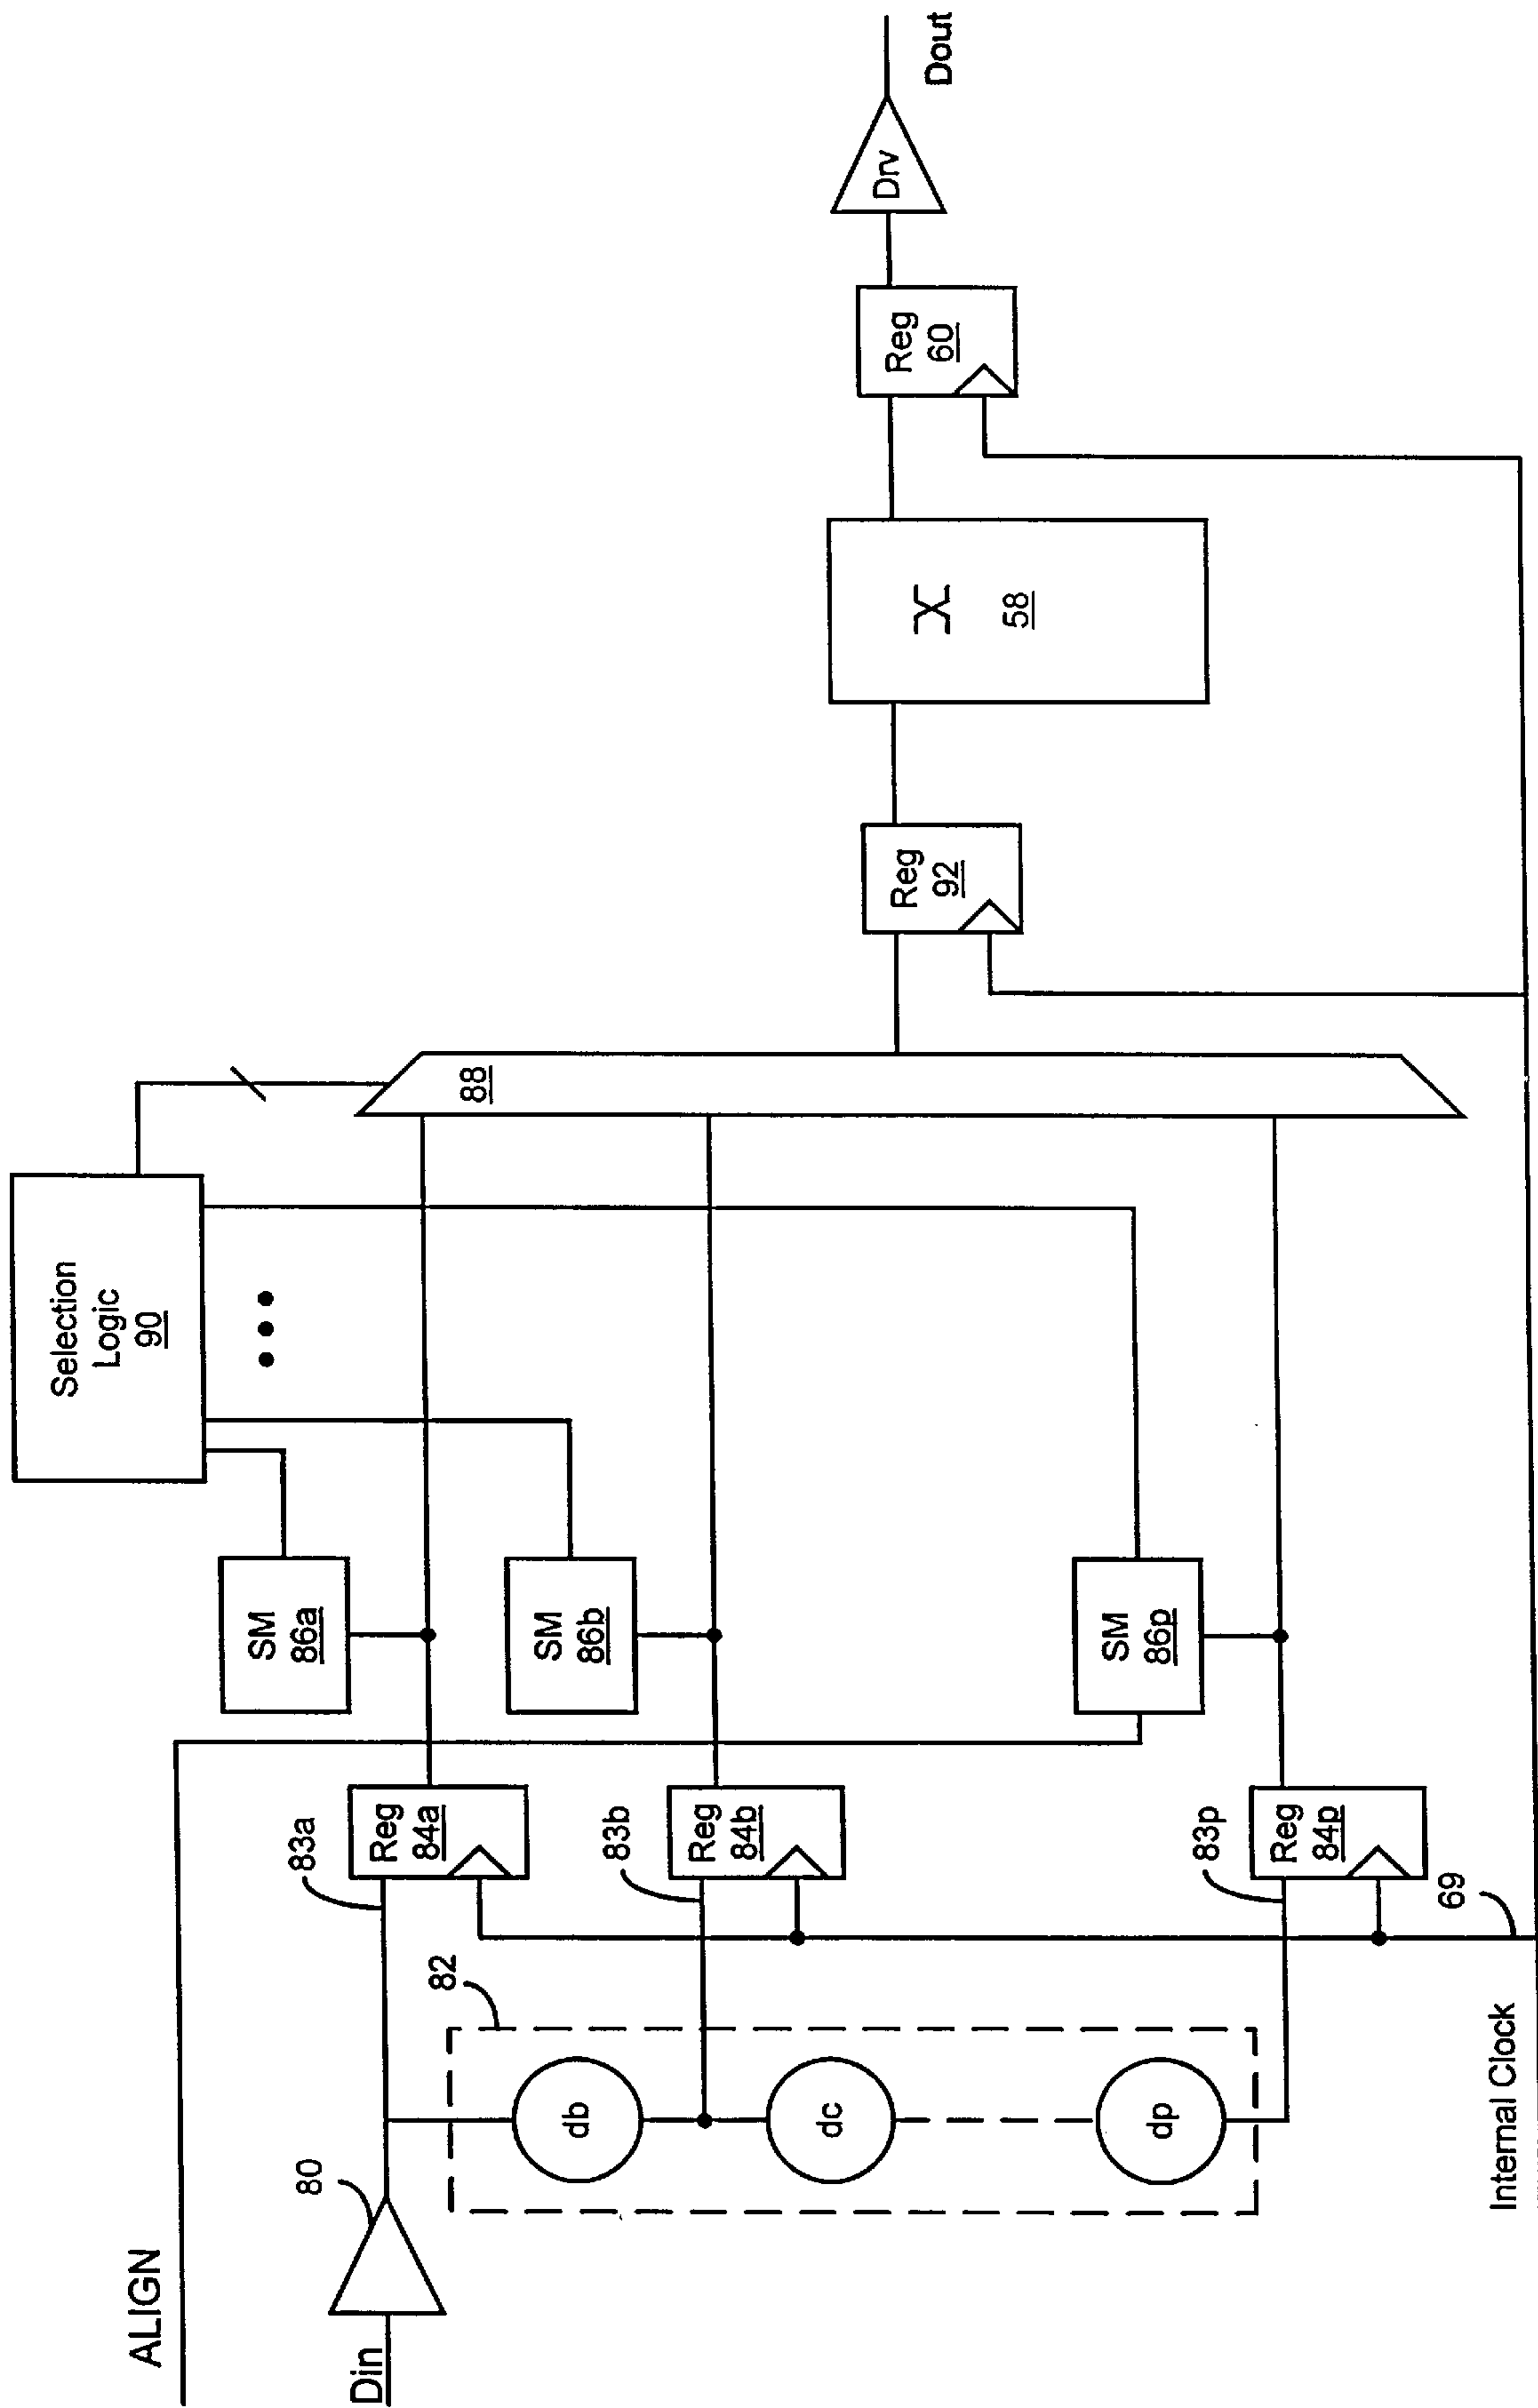 ALIGN
Din
80
82
db
dc
dp
Internal Clock
83a
83b
83p
69
Reg
84a
Reg
84b
Reg
84p
SM
86a
SM
86b
SM
86p
Selection
Logic
90
88
Reg
92
58
Reg
60
Drv
Dout